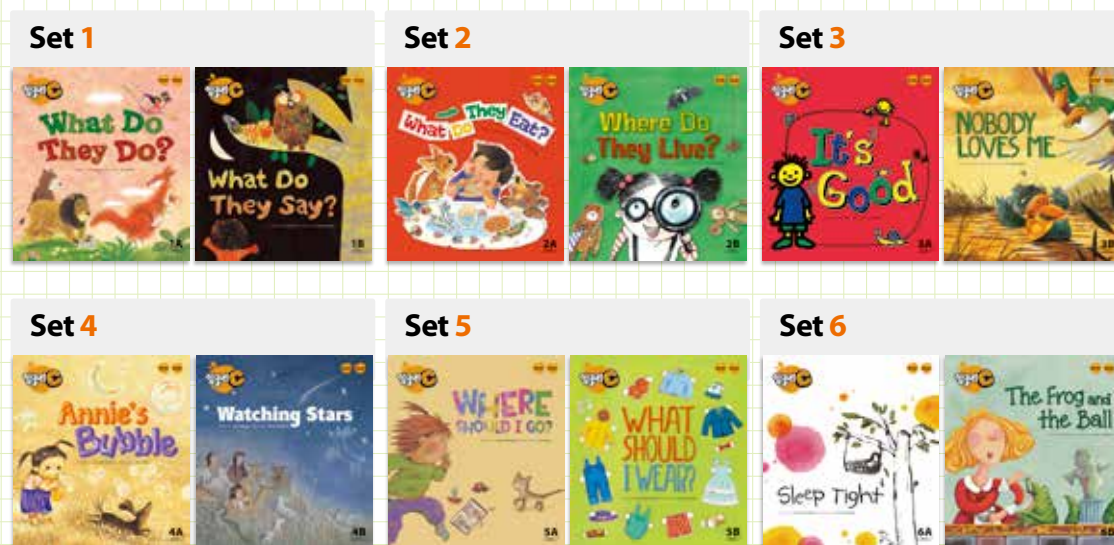 Set 1
What Do
They Do?
1A
What Do
They Say?
1B
Set 2
What Do They Eat?
2A
Where Do
They Live?
2B
Set 3
It's
Good
3A
NOBODY
LOVES ME
3B
Set 4
Annie's
Bubble
4A
Watching Stars
4B
Set 5
WHERE
SHOULD I GO?
5A
WHAT
SHOULD
I WEAR?
5B
Set 6
Sleep Tight
6A
The Frog and
the Ball
6B